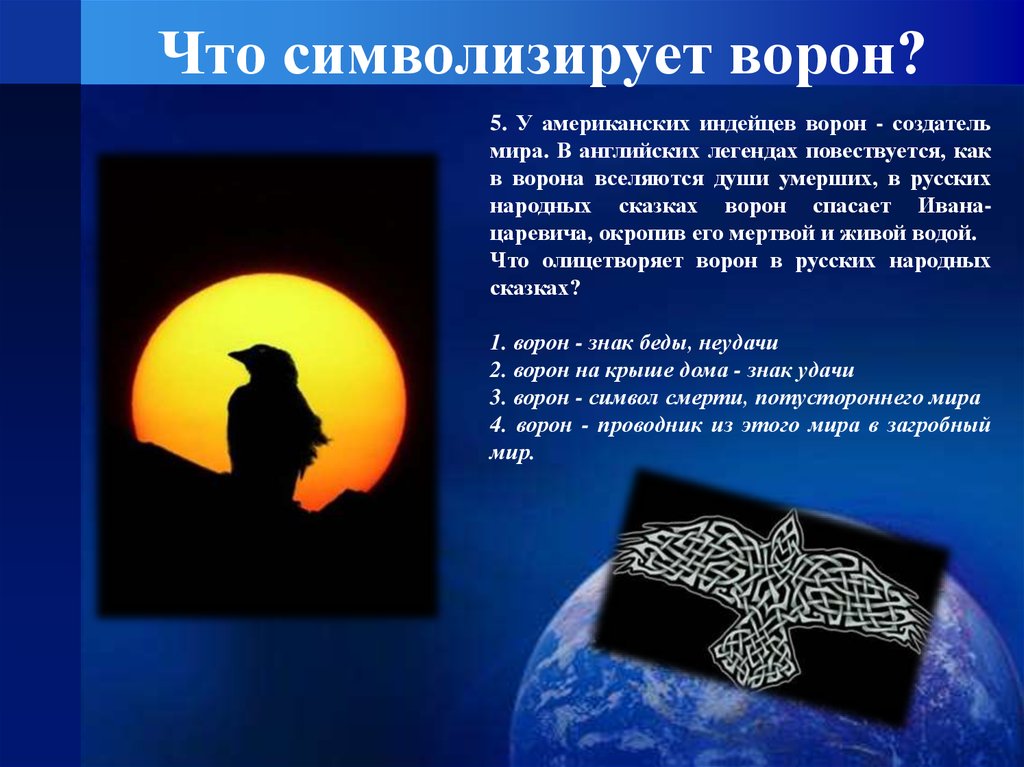 Что символизирует ворон?
5. У американских индейцев ворон - создатель
мира. В английских легендах повествуется, как
в ворона вселяются души умерших, в русских
народных сказках ворон спасает Ивана-
царевича, окропив его мертвой и живой водой.
Что олицетворяет ворон в русских народных
сказках?
1. ворон - знак беды, неудачи
2. ворон на крыше дома - знак удачи
3. ворон - символ смерти, потустороннего мира
4. ворон - проводник из этого мира в загробный
мир.